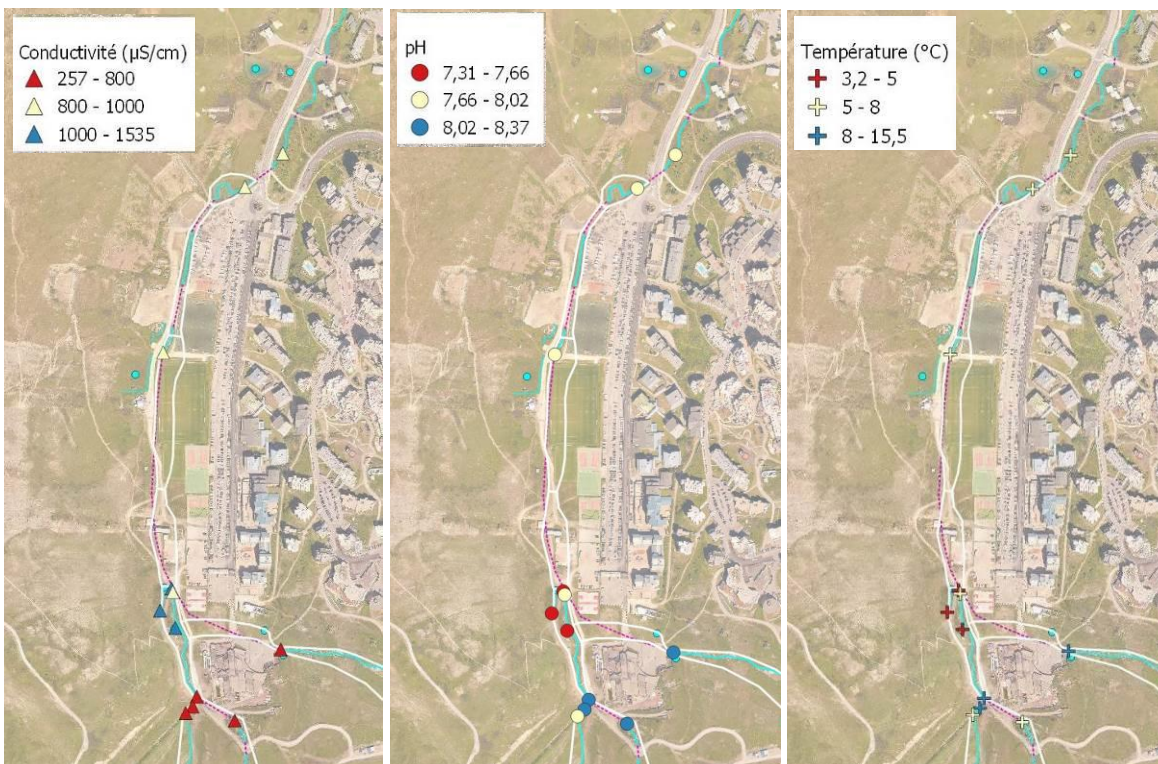 Conductivité (µS/cm)
257 - 800
800 - 1000
1000 - 1535
pH
7,31 - 7,66
7,66 - 8,02
8,02 - 8,37
Température (°C)
3,2 - 5
5 - 8
8 - 15,5